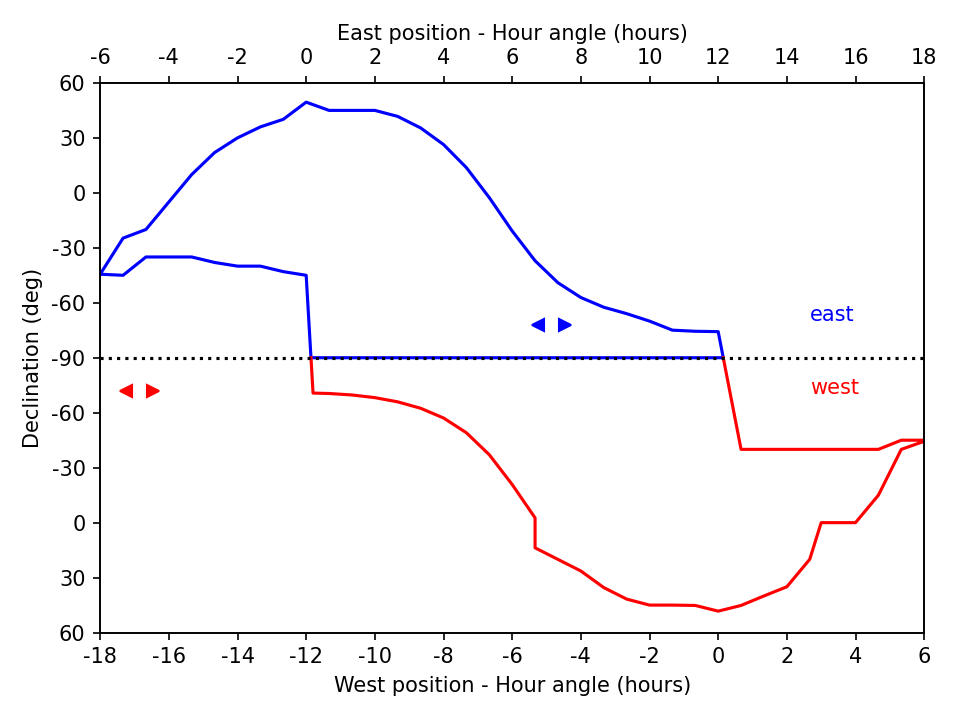 East position - Hour angle (hours)
-6 -4 -2 0 2 4 6 8 10 12 14 16 18
60
30
0
-30
-60
-90
-60
-30
0
30
60
Declination (deg)
east
west
-18 -16 -14 -12 -10 -8 -6 -4 -2 0 2 4 6
West position - Hour angle (hours)